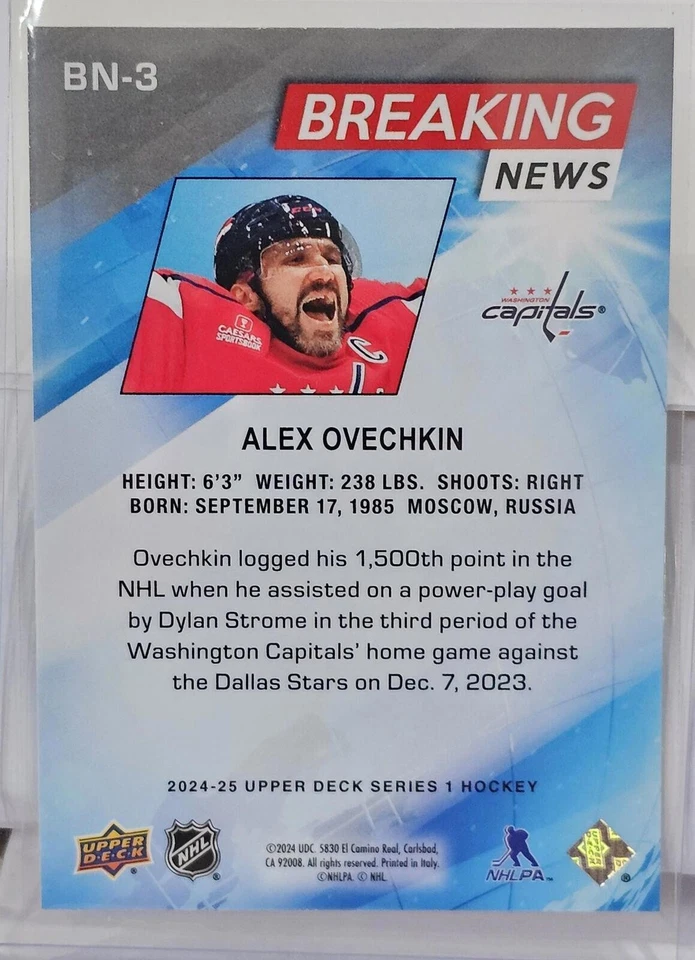 BN-3
BREAKING
NEWS
CAESARS
SPORTSBOOK
C
WASHINGTON
capitals®
ALEX OVECHKIN
HEIGHT: 6'3" WEIGHT: 238 LBS. SHOOTS: RIGHT
BORN: SEPTEMBER 17, 1985 MOSCOW, RUSSIA
Ovechkin logged his 1,500th point in the
NHL when he assisted on a power-play goal
by Dylan Strome in the third period of the
Washington Capitals' home game against
the Dallas Stars on Dec. 7, 2023.
2024-25 UPPER DECK SERIES 1 HOCKEY
UPPER
D·E·C·K
®
NHL
®
©2024 UDC. 5830 El Camino Real, Carlsbad,
CA 92008. All rights reserved. Printed in Italy.
©NHLPA. © NHL.
NHLPA™
®